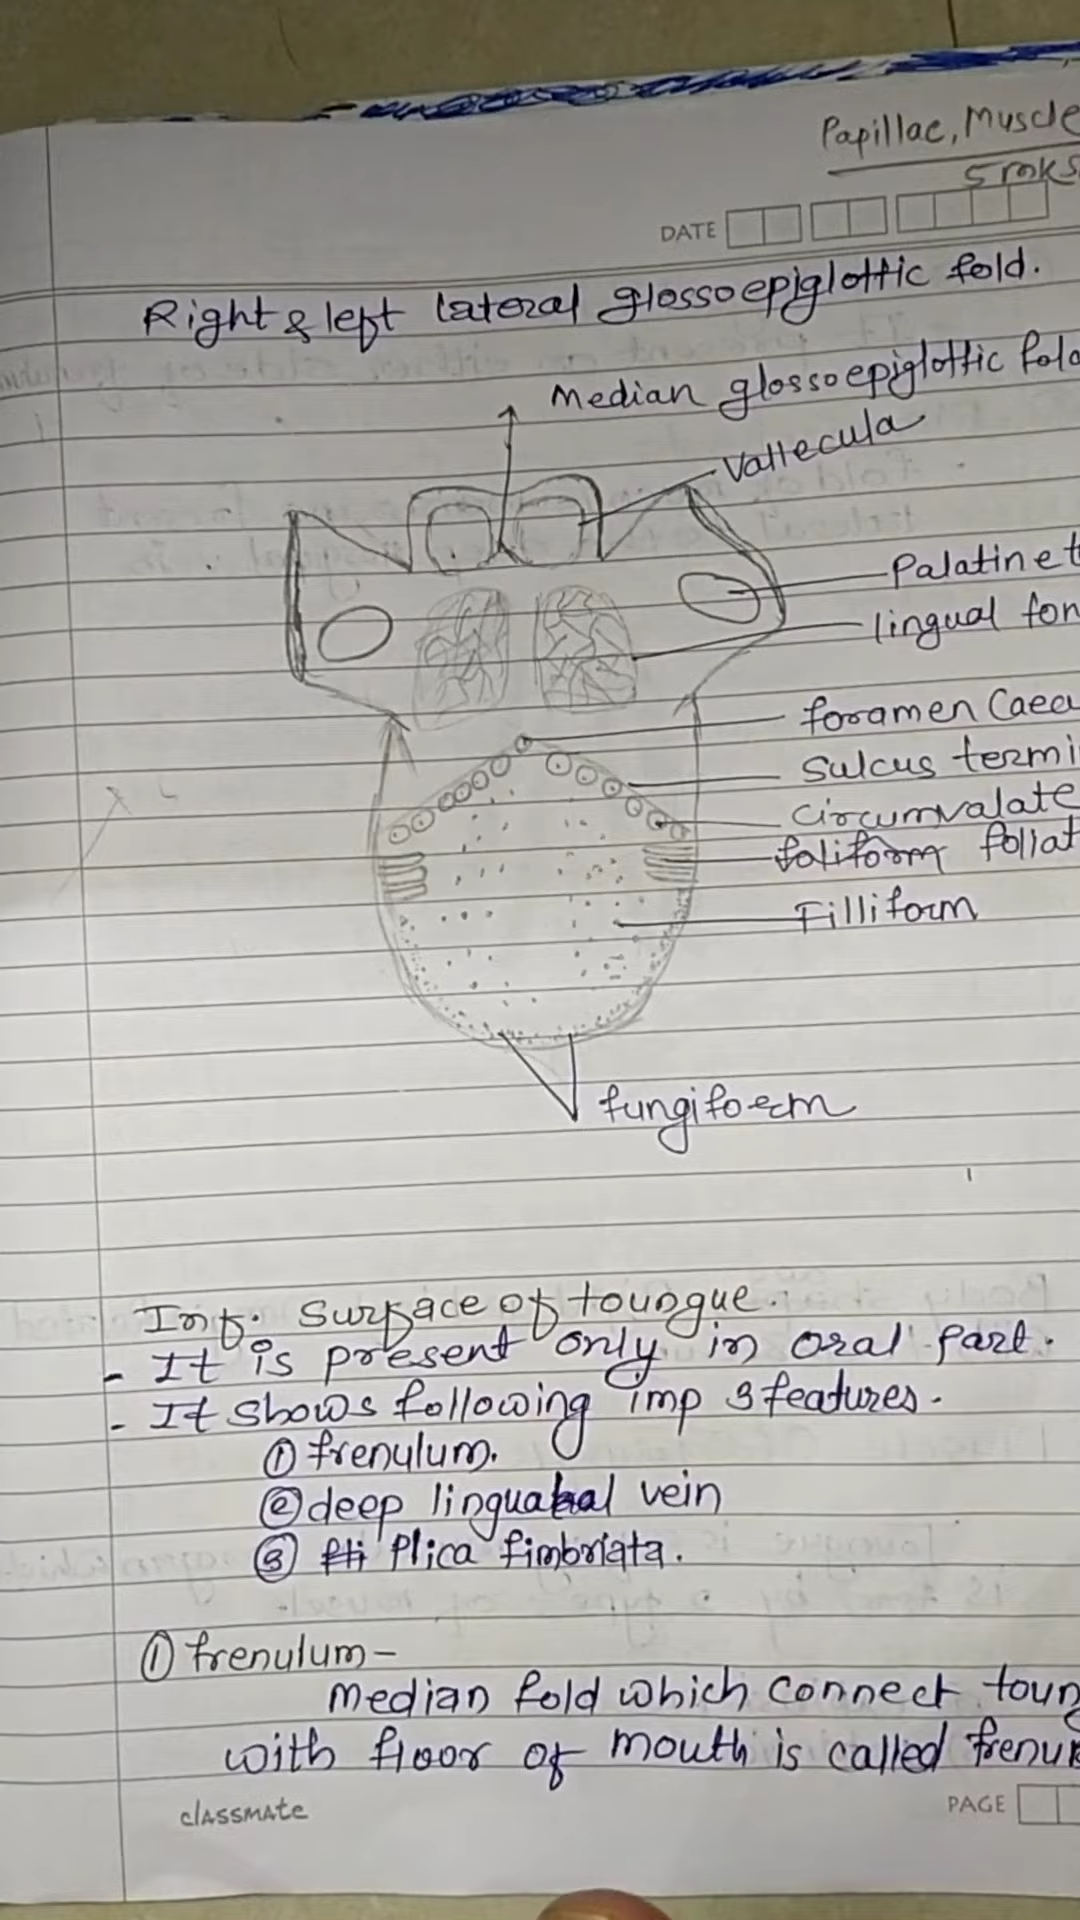 Papillae, Muscle
5 mks
DATE
Right & left lateral glossoepiglottic fold.
Median glossoepiglottic fold
Vallecula
Palatine t
lingual ton
foramen Caecu
Sulcus termi
Circumvalate
foliform foliat
Filliform
fungiform
Inf. Surface of toungue.
- It is present only in oral part.
- It shows following imp 3 features.
① frenulum.
② deep lingual vein
③ Plica fimbriata.
① frenulum -
Median fold which connect toung
with floor of mouth is called frenu
classmate
PAGE